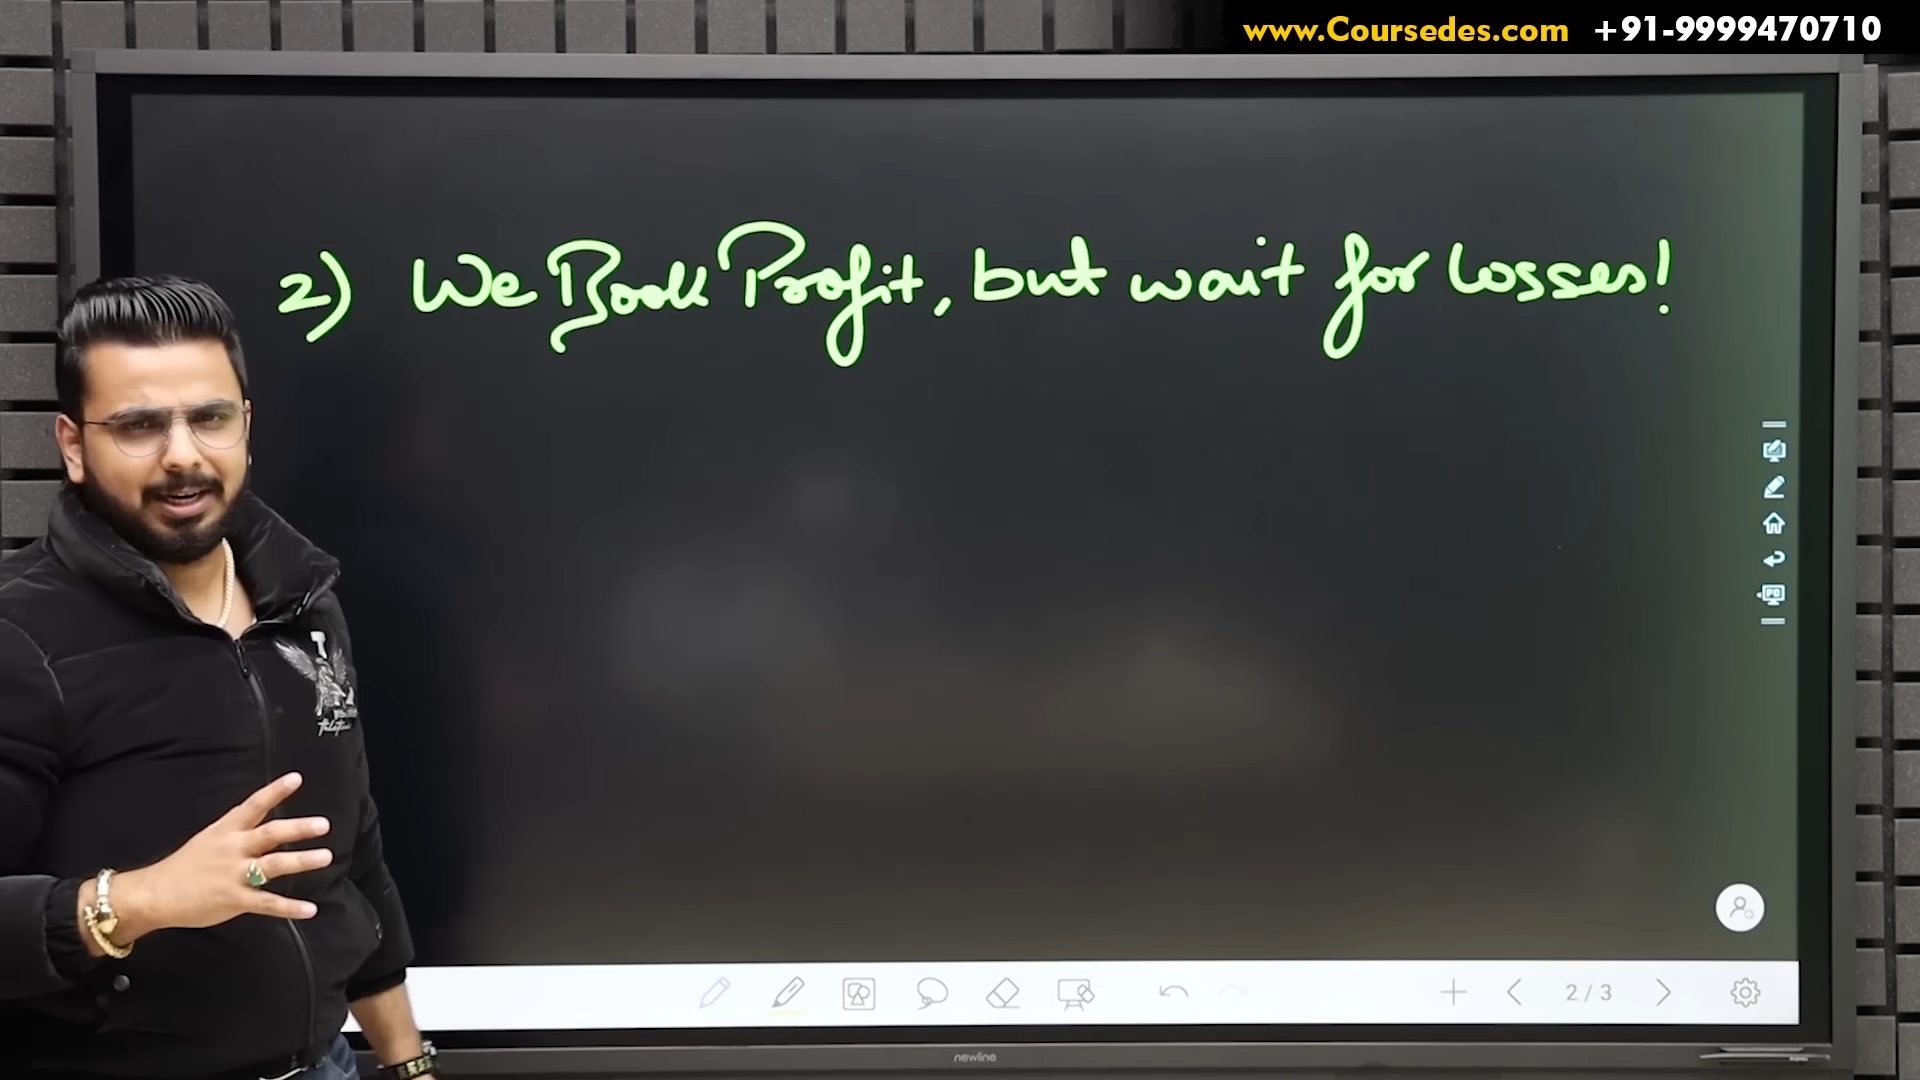 www.Coursedes.com +91-9999470710
2) We Book Profit, but wait for losses!
2 / 3
newline